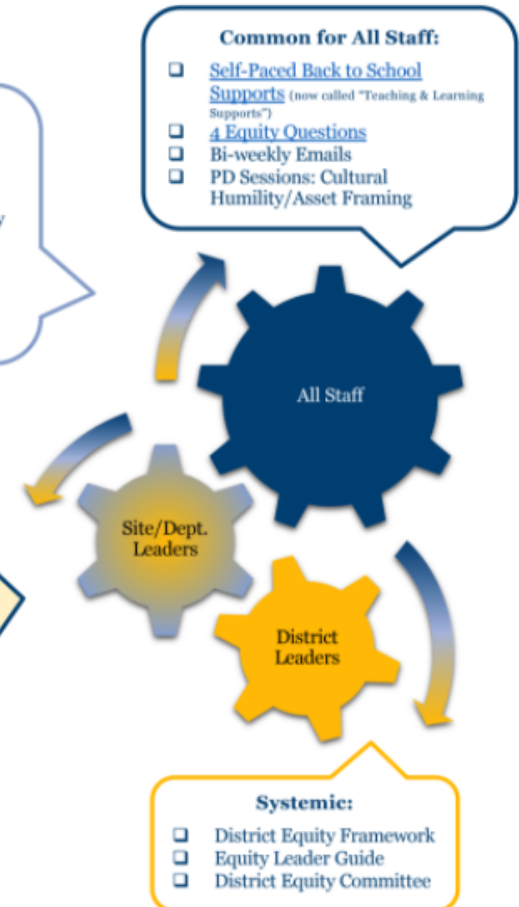 Common for All Staff:
Self-Paced Back to School
Supports (now called "Teaching & Learning
Supports")
4 Equity Questions
Bi-weekly Emails
PD Sessions: Cultural
Humility/Asset Framing
All Staff
Site/Dept.
Leaders
District
Leaders
Systemic:
District Equity Framework
Equity Leader Guide
District Equity Committee